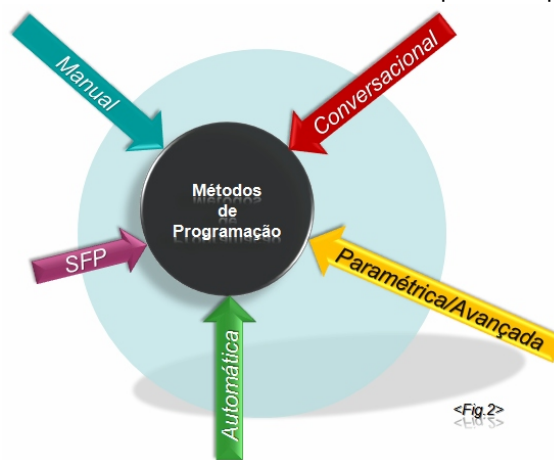 Manual
Conversacional
Métodos
de
Programação
SFP
Paramétrica/Avançada
Automática
<Fig.2>